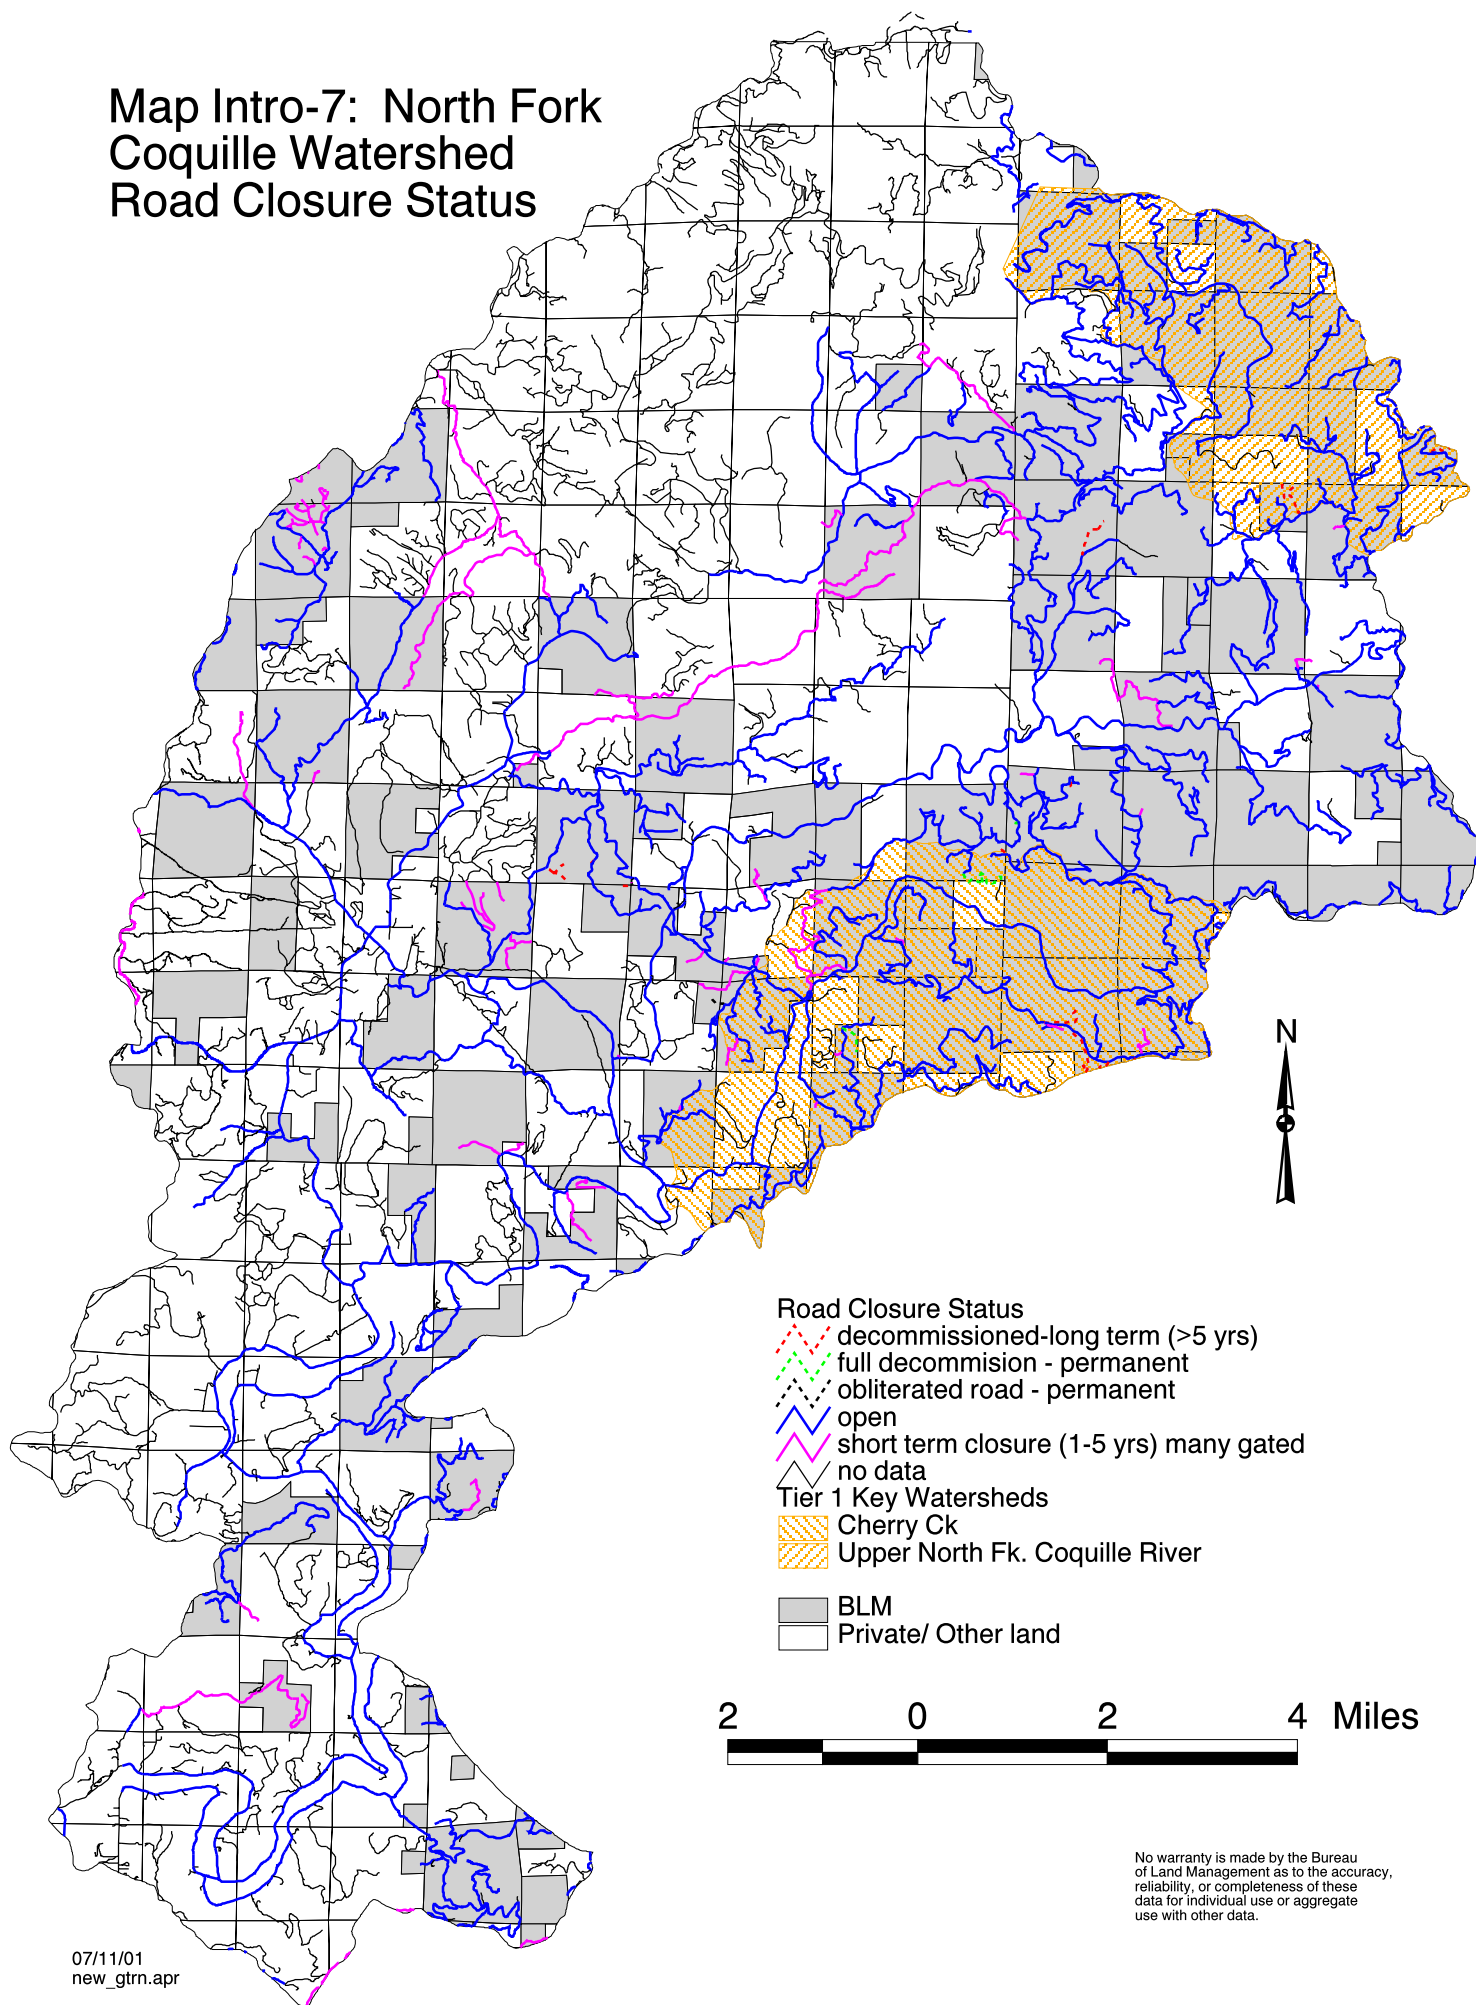 Map Intro-7:  North Fork
Coquille Watershed
Road Closure Status
N
Road Closure Status
decommissioned-long term (>5 yrs)
full decommision - permanent
obliterated road - permanent
open
short term closure (1-5 yrs) many gated
no data
Tier 1 Key Watersheds
Cherry Ck
Upper North Fk. Coquille River
BLM
Private/ Other land
2 0 2 4 Miles
No warranty is made by the Bureau
of Land Management as to the accuracy,
reliability, or completeness of these
data for individual use or aggregate
use with other data.
07/11/01
new_gtrn.apr